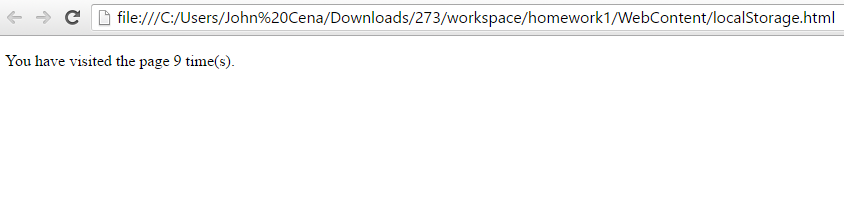 file:///C:/Users/John%20Cena/Downloads/273/workspace/homework1/WebContent/localStorage.html
You have visited the page 9 time(s).